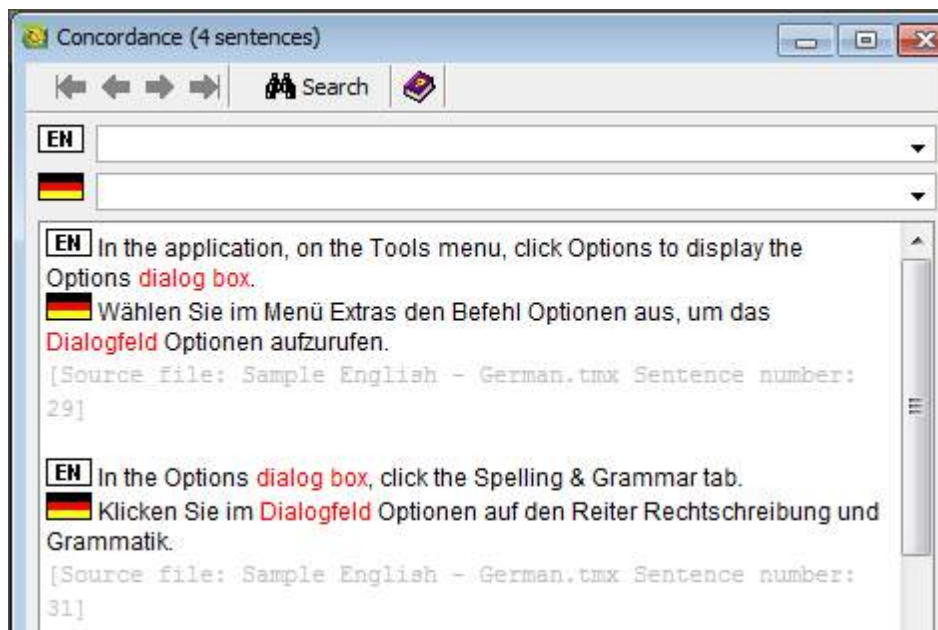 Concordance (4 sentences)
Search
EN
EN In the application, on the Tools menu, click Options to display the
Options dialog box.
Wählen Sie im Menü Extras den Befehl Optionen aus, um das
Dialogfeld Optionen aufzurufen.
[Source file: Sample English - German.tmx Sentence number:
29]
EN In the Options dialog box, click the Spelling & Grammar tab.
Klicken Sie im Dialogfeld Optionen auf den Reiter Rechtschreibung und
Grammatik.
[Source file: Sample English - German.tmx Sentence number:
31]